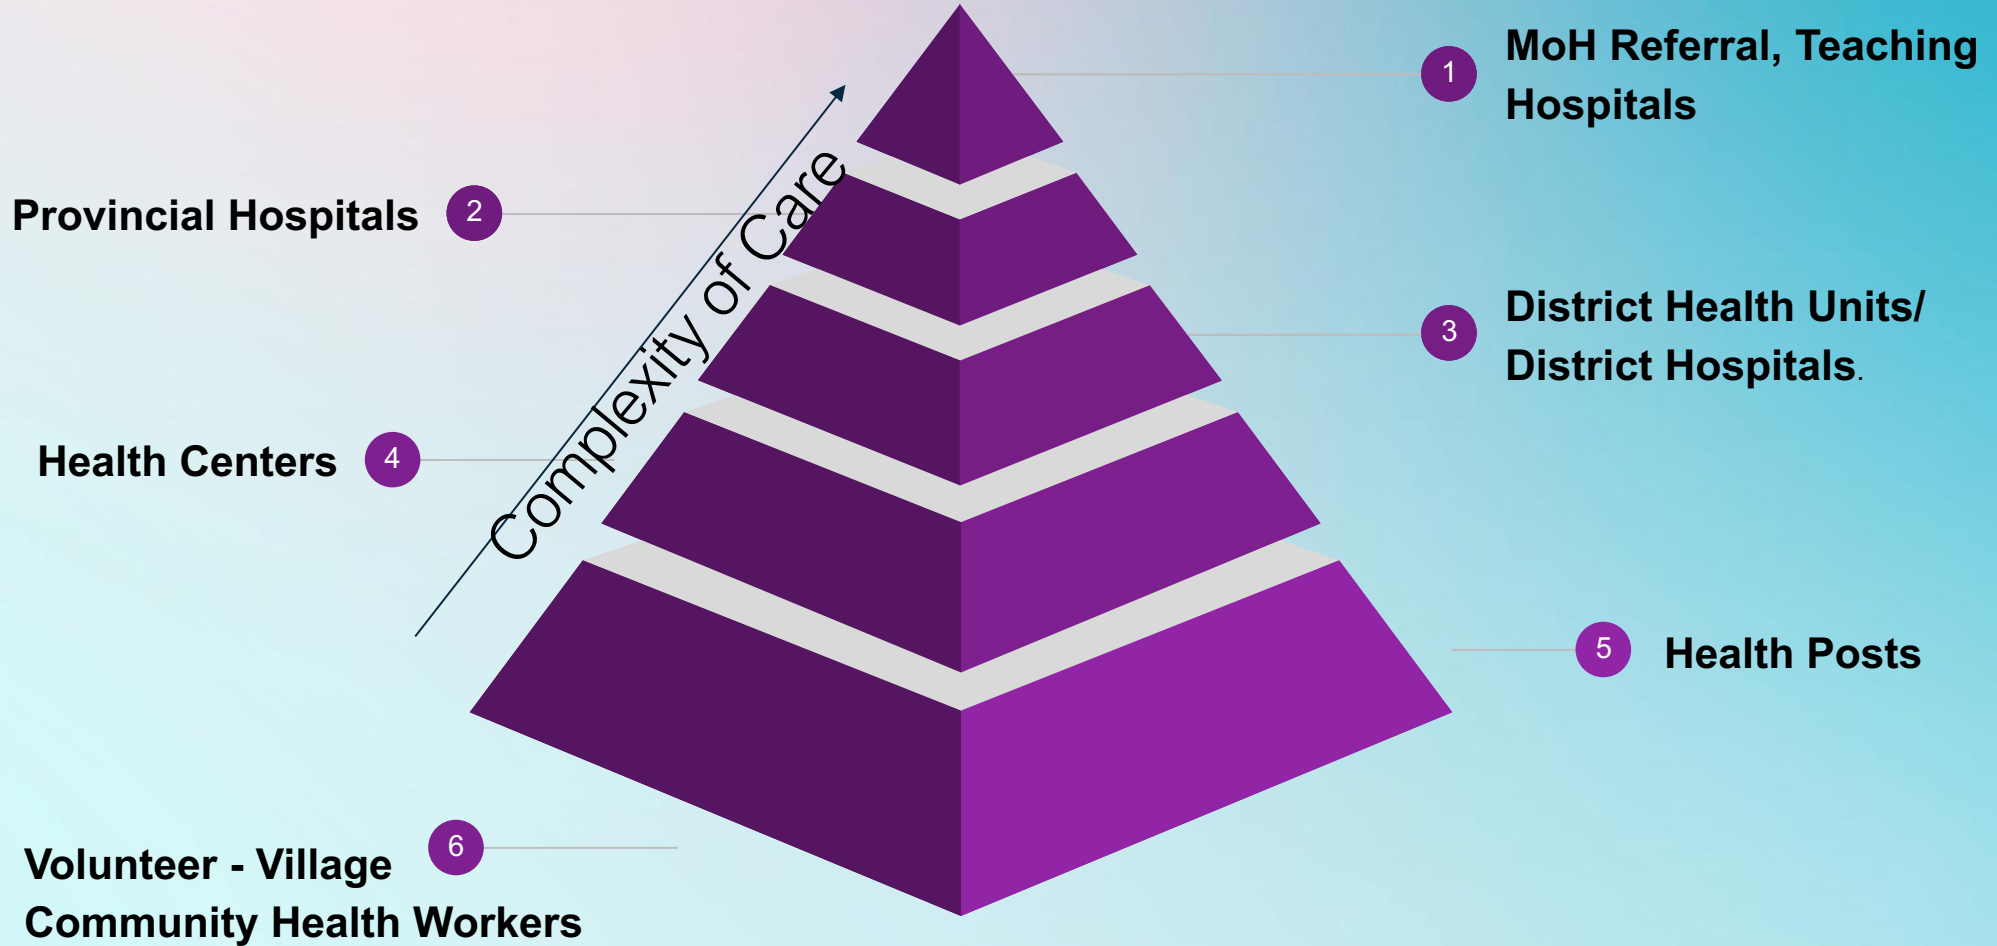 1
MoH Referral, Teaching
Hospitals
Provincial Hospitals 2
Complexity of Care
3
District Health Units/
District Hospitals.
Health Centers 4
5 Health Posts
6
Volunteer - Village
Community Health Workers